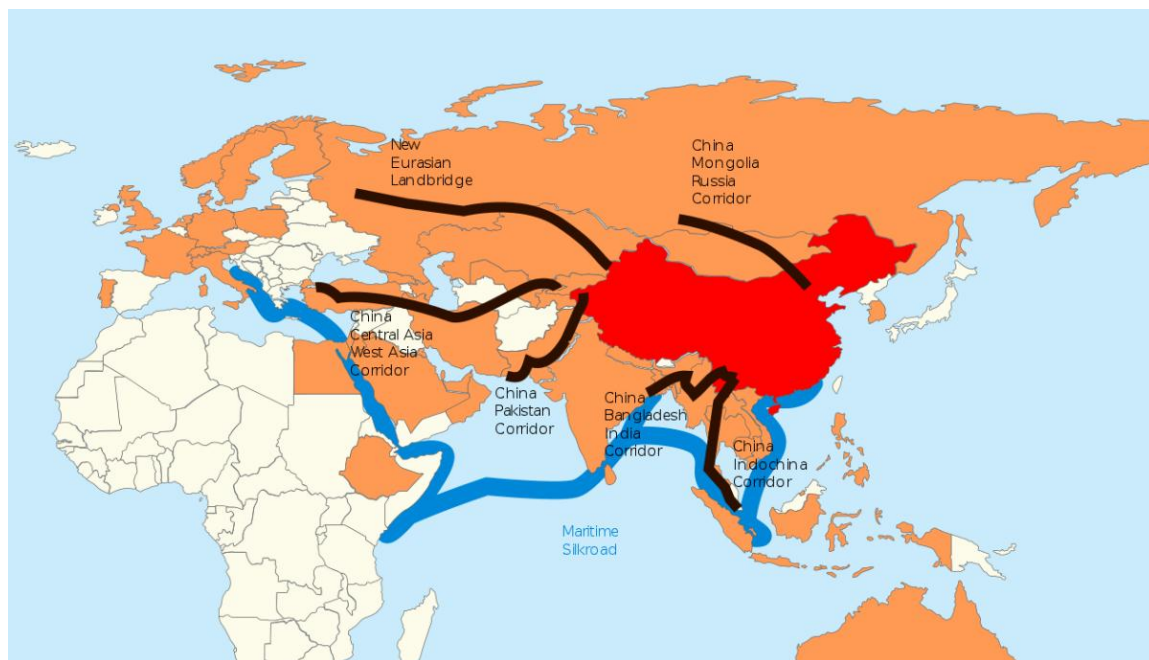 New
Eurasian
Landbridge
China
Mongolia
Russia
Corridor
China
Central Asia
West Asia
Corridor
China
Pakistan
Corridor
China
Bangladesh
India
Corridor
China
Indochina
Corridor
Maritime
Silkroad